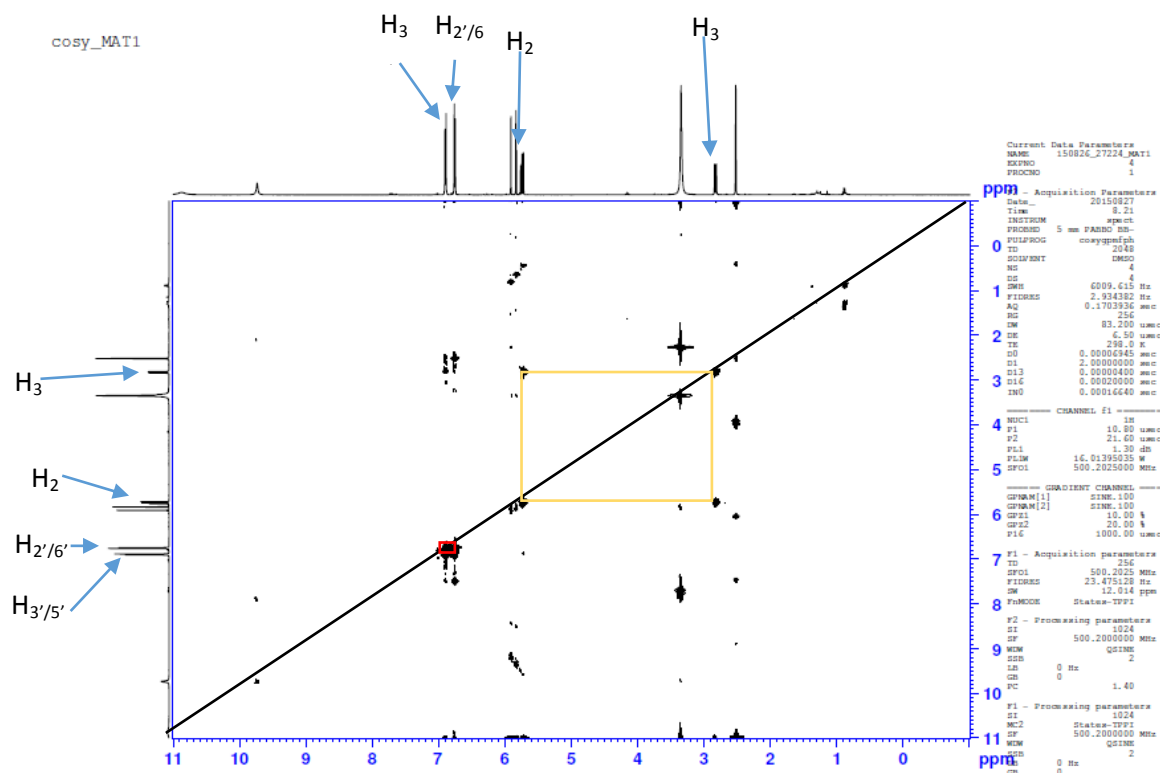 cosy_MAT1
H3
H2'/6
H2
H3
ppm
0
1
2
3
4
5
6
7
8
9
10
11
H3
H2
H2'/6'
H3'/5'
11
10
9
8
7
6
5
4
3
2
1
0
ppm
Current Data Parameters
NAME 150826_27224_MAT1
EXPNO 4
PROCNO 1
- Acquisition Parameters
Date_ 20150827
Time 8.21
INSTRUM spect
PROBHD 5 mm PABBO BB-
PULPROG cosygpmfph
TD 2048
SOLVENT DMSO
NS 4
DS 4
SWH 6009.615 Hz
FIDRES 2.934382 Hz
AQ 0.1703936 sec
RG 256
DW 83.200 usec
DE 6.50 usec
TE 298.0 K
D0 0.00006945 sec
D1 2.00000000 sec
D13 0.00000400 sec
D16 0.00020000 sec
IN0 0.00016640 sec
======= CHANNEL f1 =======
NUC1 1H
P1 10.80 usec
P2 21.60 usec
PL1 1.30 dB
PL1W 16.01395035 W
SFO1 500.2025000 MHz
====== GRADIENT CHANNEL =====
GPNAM[1] SINE.100
GPNAM[2] SINE.100
GPZ1 10.00 %
GPZ2 20.00 %
P16 1000.00 usec
F1 - Acquisition parameters
TD 256
SFO1 500.2025 MHz
FIDRES 23.475128 Hz
SW 12.014 ppm
FnMODE States-TPPI
F2 - Processing parameters
SI 1024
SF 500.2000000 MHz
WDW QSINE
SSB 2
LB 0 Hz
GB 0
PC 1.40
F1 - Processing parameters
SI 1024
MC2 States-TPPI
SF 500.2000000 MHz
WDW QSINE
SSB 2
0 Hz
GB 0